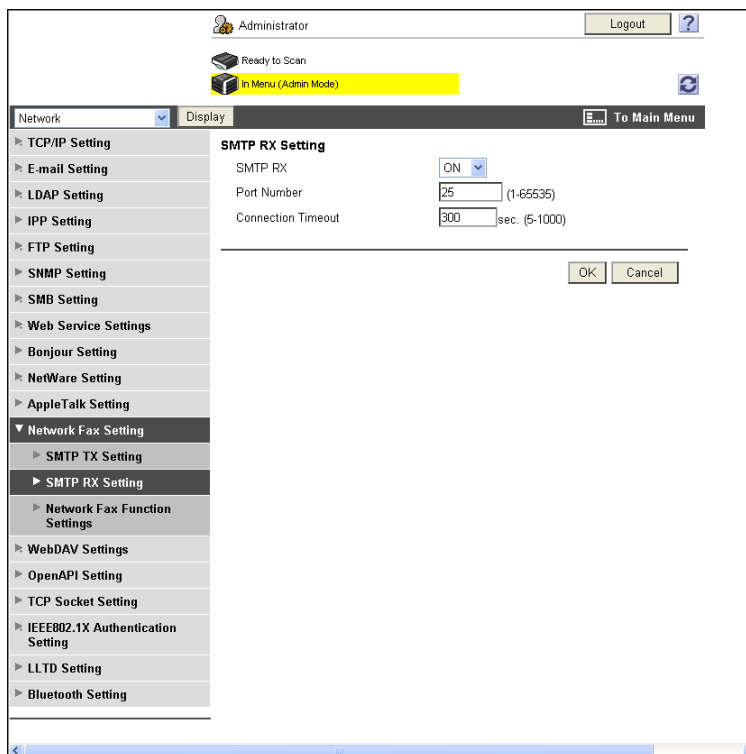 Administrator
Logout
?
Ready to Scan
In Menu (Admin Mode)
Network
Display
To Main Menu
TCP/IP Setting
E-mail Setting
LDAP Setting
IPP Setting
FTP Setting
SNMP Setting
SMB Setting
Web Service Settings
Bonjour Setting
NetWare Setting
AppleTalk Setting
Network Fax Setting
SMTP TX Setting
SMTP RX Setting
Network Fax Function
Settings
WebDAV Settings
OpenAPI Setting
TCP Socket Setting
IEEE802.1X Authentication
Setting
LLTD Setting
Bluetooth Setting
SMTP RX Setting
SMTP RX ON
Port Number 25 (1-65535)
Connection Timeout 300 sec. (5-1000)
OK Cancel